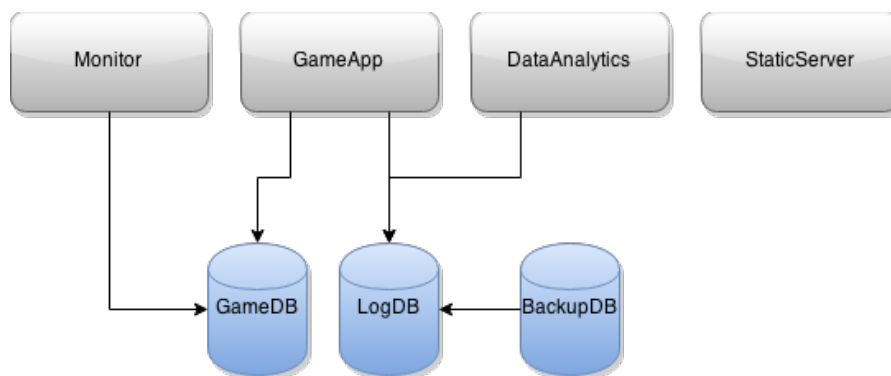 Monitor
GameApp
DataAnalytics
StaticServer
GameDB
LogDB
BackupDB